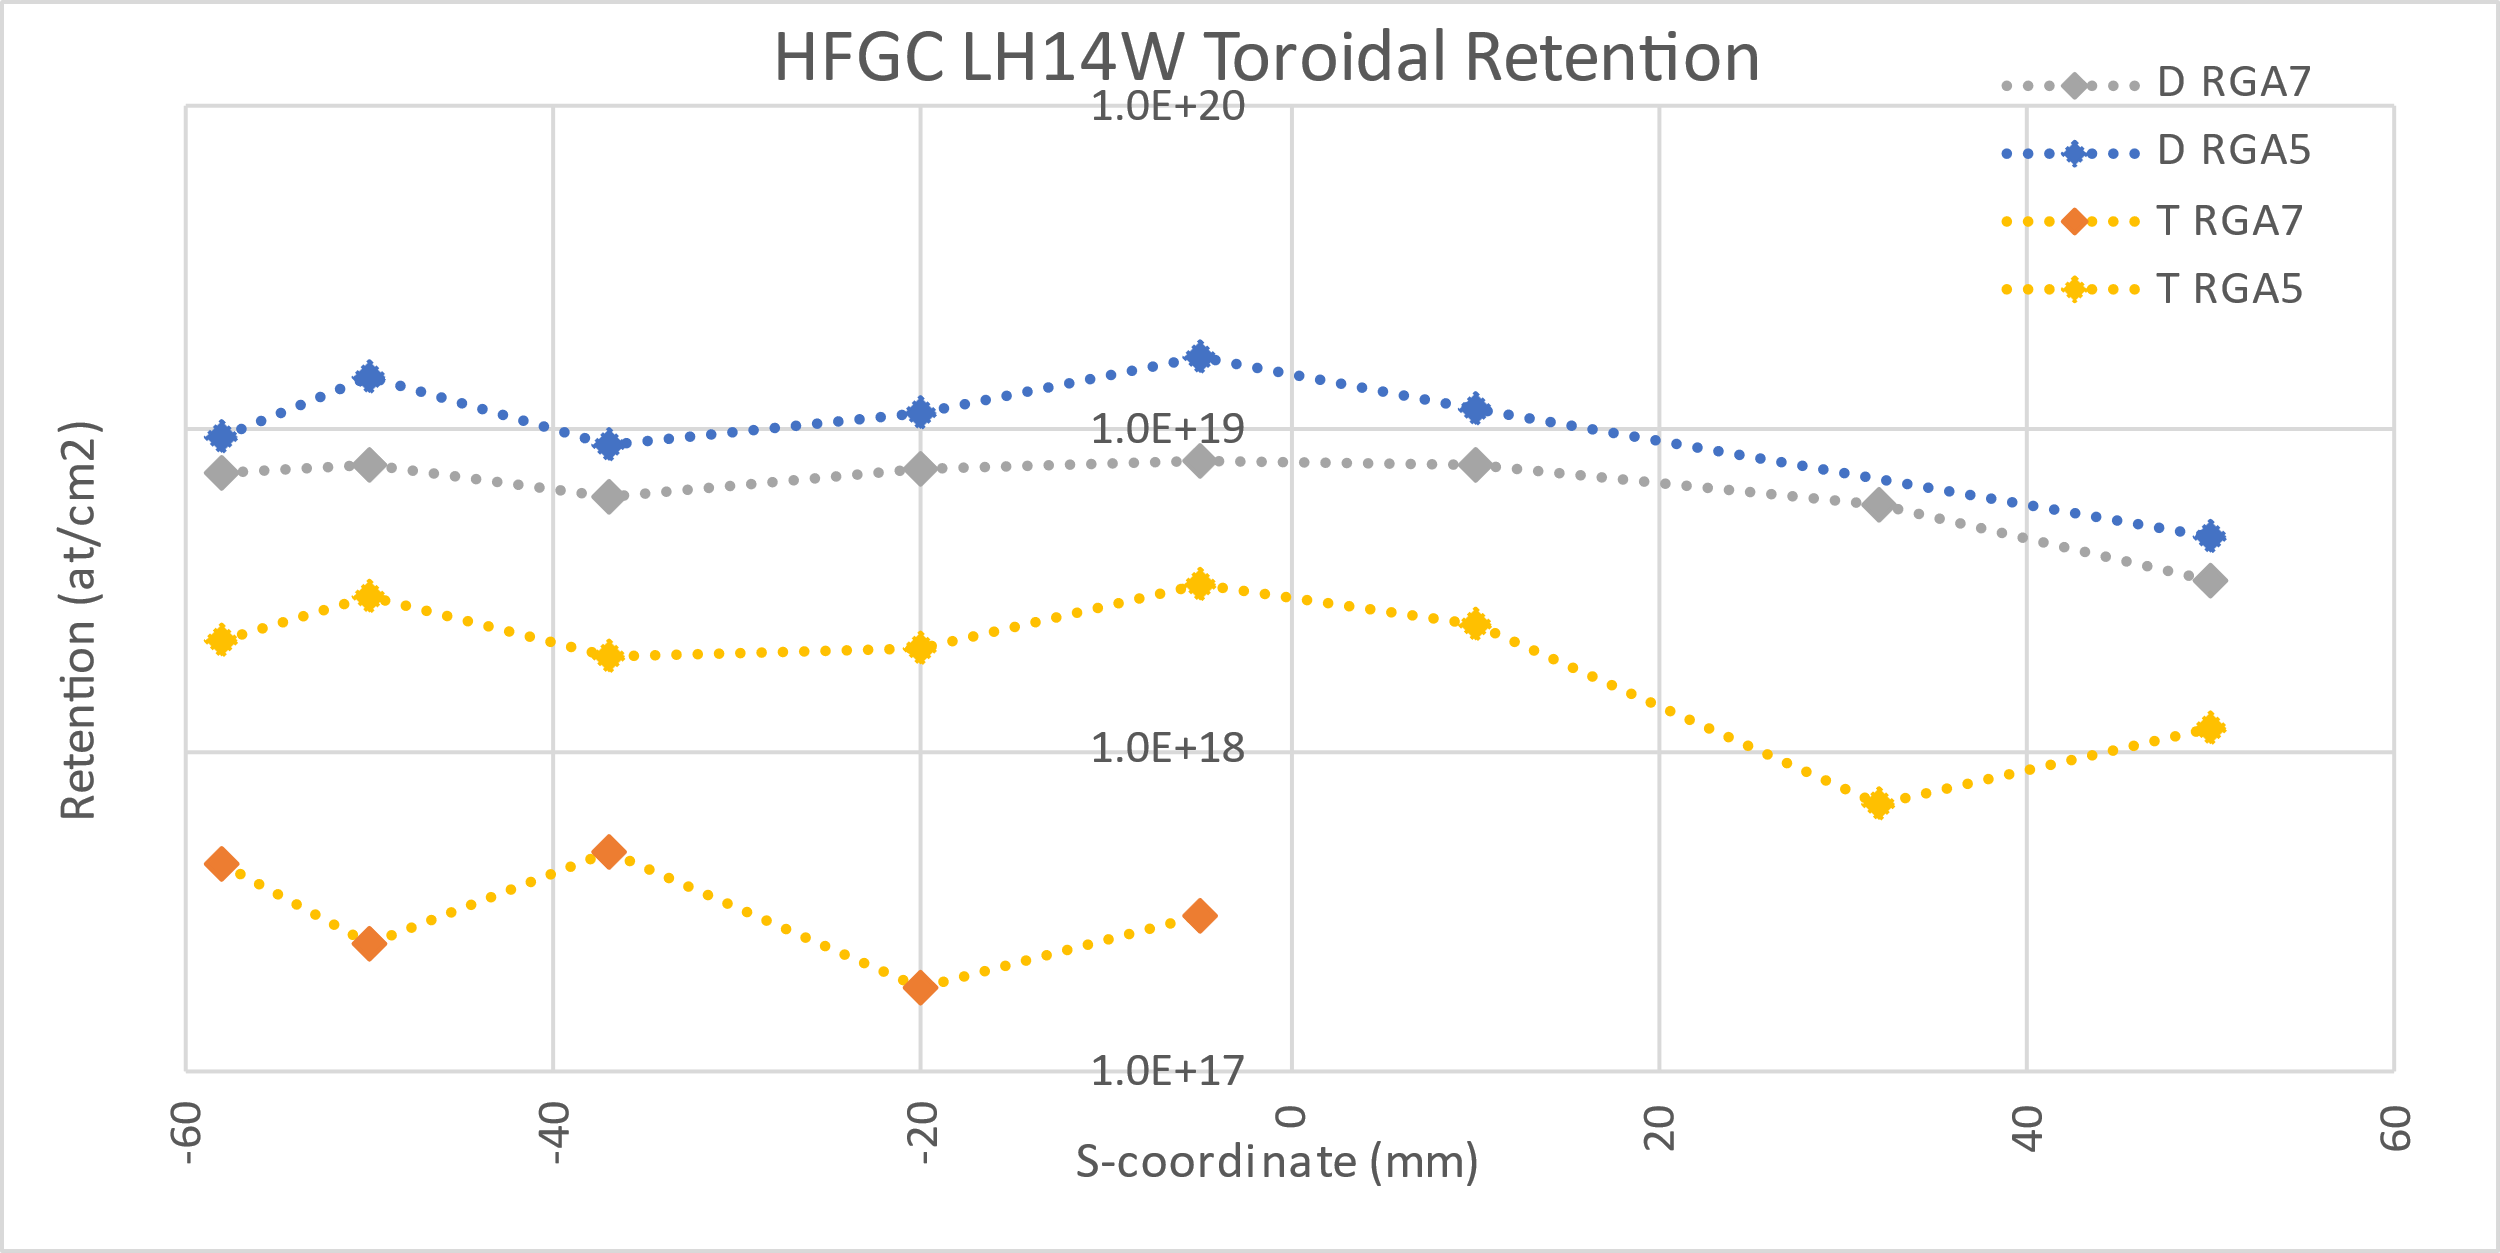 HFGC LH14W Toroidal Retention
D RGA7
D RGA5
T RGA7
T RGA5
1.0E+20
1.0E+19
1.0E+18
1.0E+17
Retention (at/cm2)
-60
-40
-20
0
20
40
60
S-coordinate (mm)